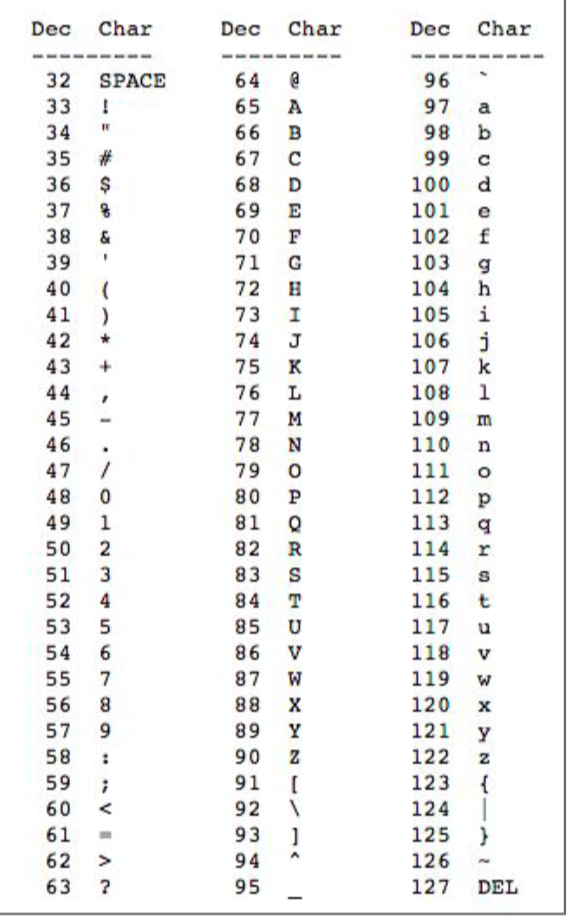 Dec Char Dec Char Dec Char
---------- ---------- -----------
32 SPACE 64 @ 96 `
33 ! 65 A 97 a
34 " 66 B 98 b
35 # 67 C 99 c
36 $ 68 D 100 d
37 % 69 E 101 e
38 & 70 F 102 f
39 ' 71 G 103 g
40 ( 72 H 104 h
41 ) 73 I 105 i
42 * 74 J 106 j
43 + 75 K 107 k
44 , 76 L 108 l
45 - 77 M 109 m
46 . 78 N 110 n
47 / 79 O 111 o
48 0 80 P 112 p
49 1 81 Q 113 q
50 2 82 R 114 r
51 3 83 S 115 s
52 4 84 T 116 t
53 5 85 U 117 u
54 6 86 V 118 v
55 7 87 W 119 w
56 8 88 X 120 x
57 9 89 Y 121 y
58 : 90 Z 122 z
59 ; 91 [ 123 {
60 < 92 \ 124 |
61 = 93 ] 125 }
62 > 94 ^ 126 ~
63 ? 95 _ 127 DEL